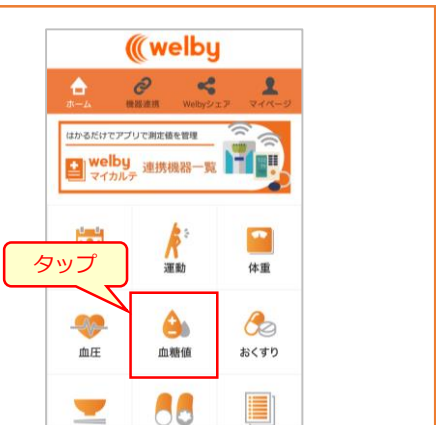 welby
ホーム
機器連携
Welbyシェア
マイページ
はかるだけでアプリで測定値を管理
welby
マイカルテ
連携機器一覧
タップ
運動
体重
血圧
血糖値
おくすり